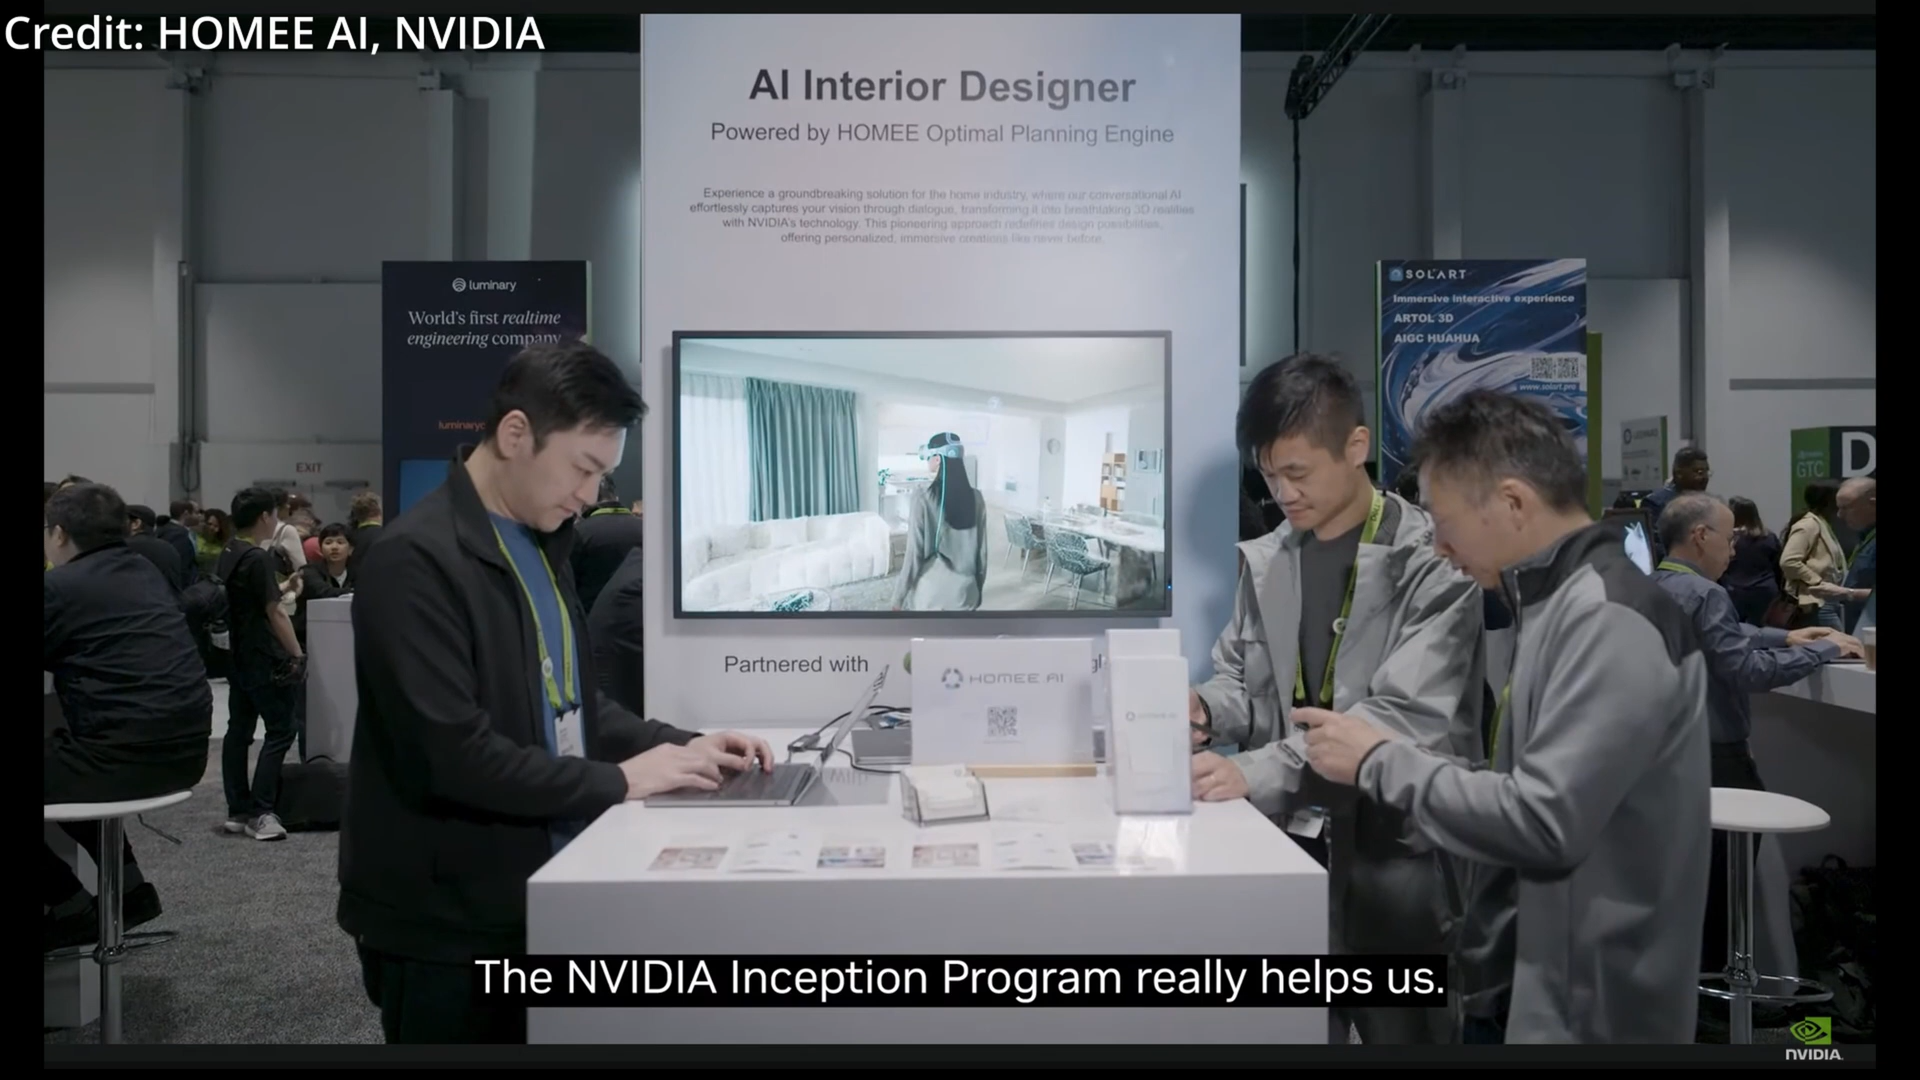 Credit: HOMEE AI, NVIDIA
AI Interior Designer
Powered by HOMEE Optimal Planning Engine
Experience a groundbreaking solution for the home industry, where our conversational AI
effortlessly captures your vision through dialogue, transforming it into breathtaking 3D realities
with NVIDIA's technology. This pioneering approach redefines design possibilities,
offering personalized, immersive creations like never before.
luminary
World's first realtime
engineering company
luminaryc
EXIT
SOLART
Immersive interactive experience
ARTOL 3D
AIGC HUAHUA
www.solart.pro
GTC
D
Partnered with
HOMEE AI
The NVIDIA Inception Program really helps us.
NVIDIA